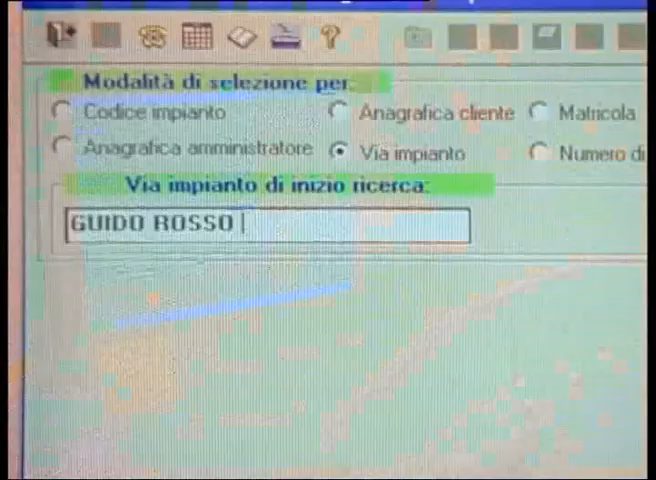 Modalità di selezione per:
Codice impianto Anagrafica cliente Matricola
Anagrafica amministratore Via impianto Numero di
Via impianto di inizio ricerca:
GUIDO ROSSO